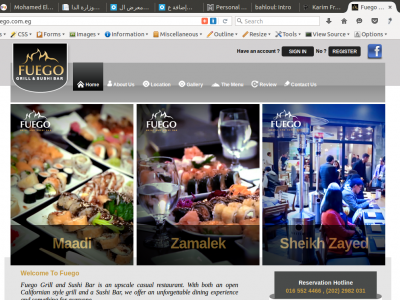 Mohamed El...
وزارة الدا...
معرض ال...
إضافة ع...
Personal ...
bahlout: intro
Karim Fr...
Fuego ...
ego.com.eg
CSS
Forms
Images
Information
Miscellaneous
Outline
Resize
Tools
View Source
Options
FUEGO
GRILL & SUSHI BAR
Have an account ?
SIGN IN
No ?
REGISTER
Home
About Us
Location
Gallery
The Menu
Review
Contact Us
FUEGO
FUEGO
FUEGO
Maadi
Zamalek
Sheikh Zayed
Welcome To Fuego
Fuego Grill and Sushi Bar is an upscale casual restaurant. With both an open
Californian style grill and a Sushi Bar, we offer an unforgettable dining experience
and something for everyone.
Reservation Hotline
016 552 4466 , (202) 2982 031